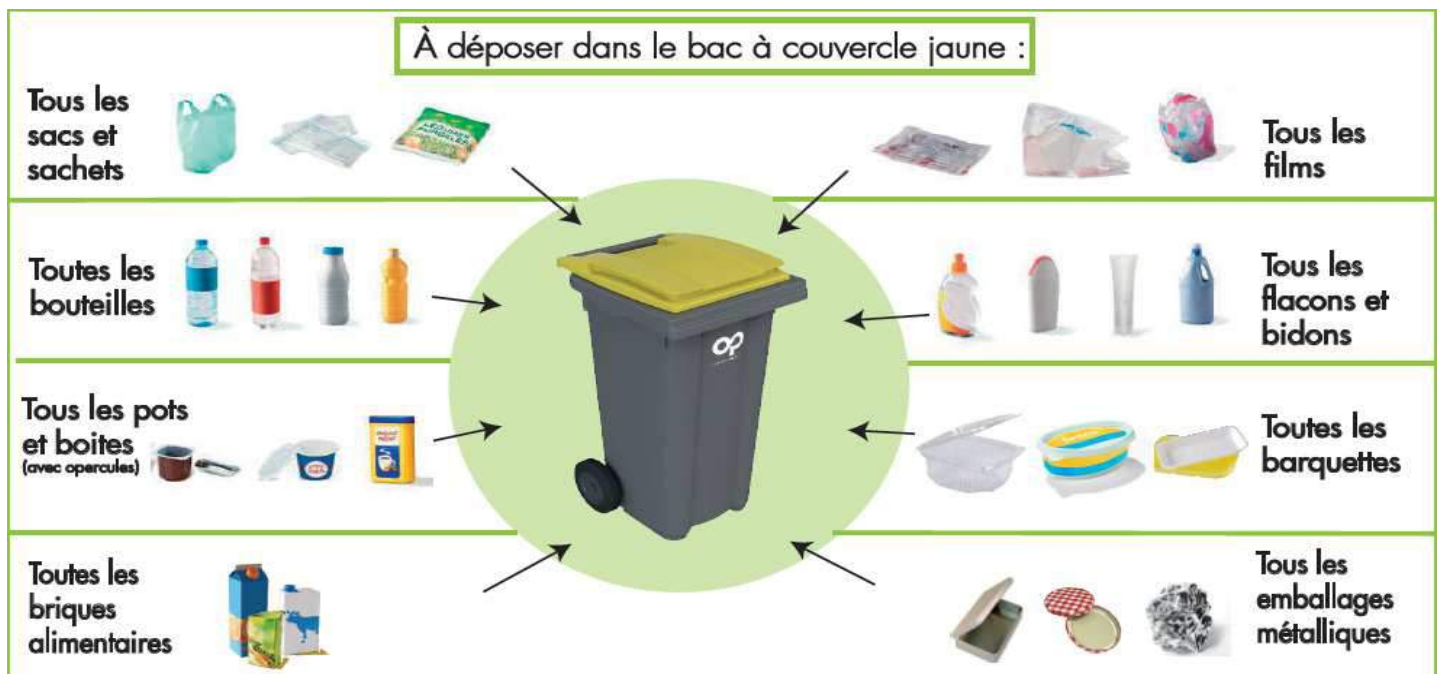 À déposer dans le bac à couvercle jaune :
Tous les
sacs et
sachets
LÉGUMES
Tous les
films
Toutes les
bouteilles
Tous les
flacons et
bidons
Tous les pots
et boites
(avec opercules)
Toutes les
barquettes
Toutes les
briques
alimentaires
Tous les
emballages
métalliques